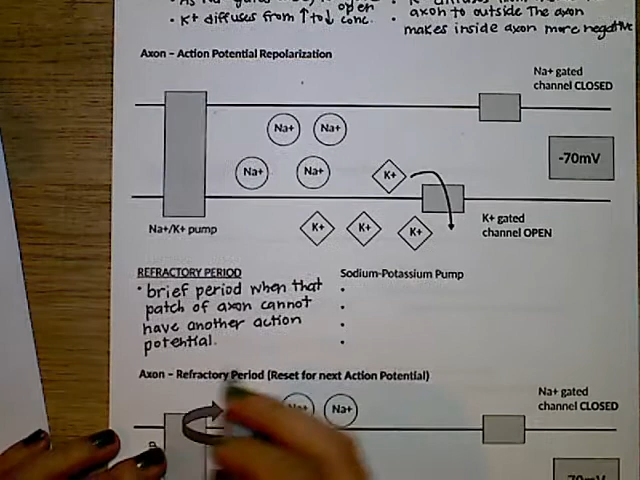 open
• K+ diffuses from ↑to↓ conc.
axon to outside The axon
makes inside axon more negative
Axon – Action Potential Repolarization
Na+ gated
channel CLOSED
Na+ Na+
-70mV
Na+ Na+ K+
K+ K+ K+
Na+/K+ pump
K+ gated
channel OPEN
REFRACTORY PERIOD
• brief period when that
patch of axon cannot
have another action
potential.
Sodium-Potassium Pump
•
•
•
•
Axon – Refractory Period (Reset for next Action Potential)
Na+ gated
channel CLOSED
Na+ Na+
-70mV